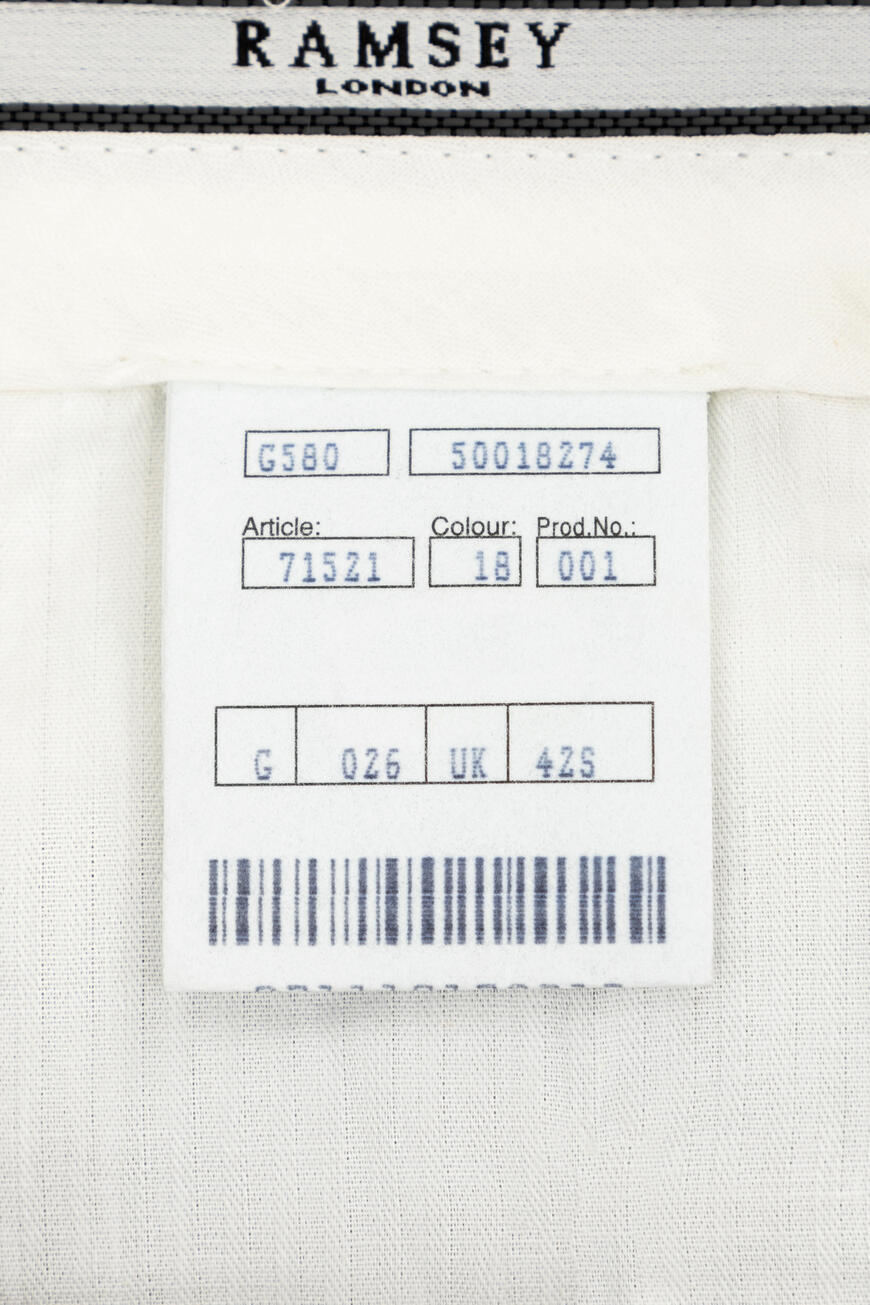 RAMSEY
LONDON
G580 50018274
Article: Colour: Prod.No.:
71521 18 001
G 026 UK 42S